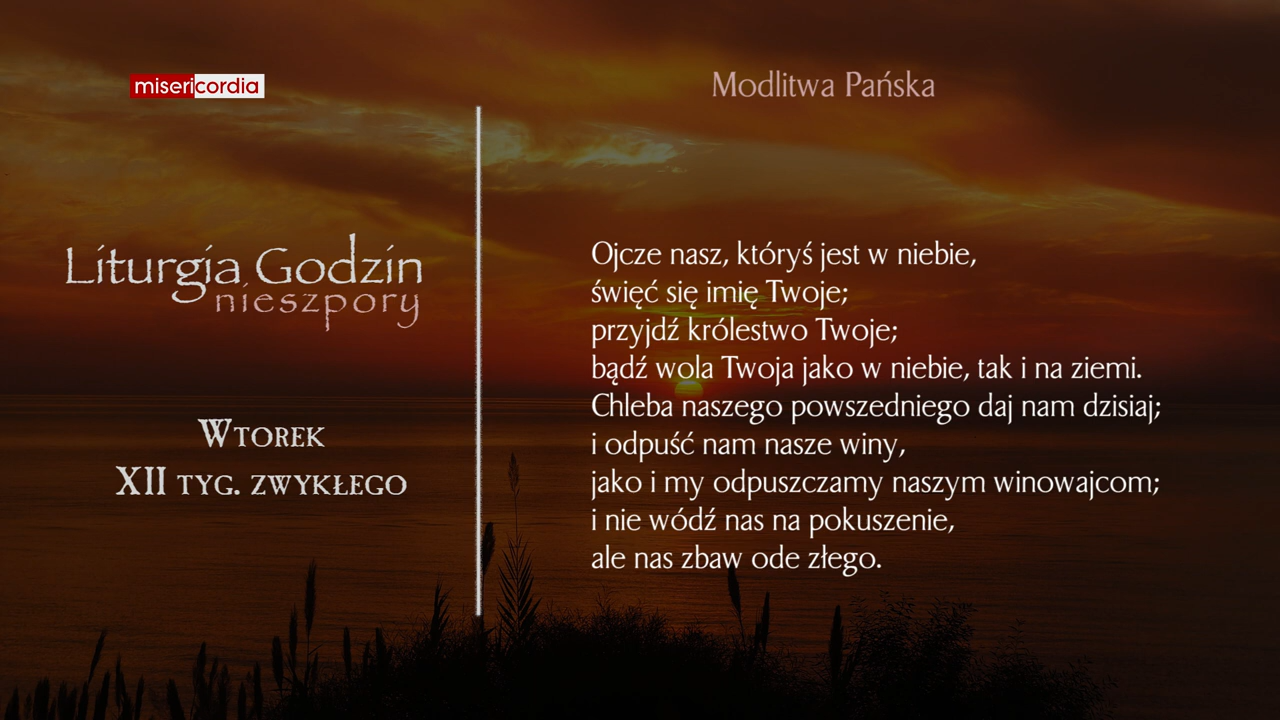 misericordia
Modlitwa Pańska
Liturgia Godzin
nieszpory
Wtorek
XII tyg. zwykłego
Ojcze nasz, któryś jest w niebie,
święć się imię Twoje;
przyjdź królestwo Twoje;
bądź wola Twoja jako w niebie, tak i na ziemi.
Chleba naszego powszedniego daj nam dzisiaj;
i odpuść nam nasze winy,
jako i my odpuszczamy naszym winowajcom;
i nie wódź nas na pokuszenie,
ale nas zbaw ode złego.